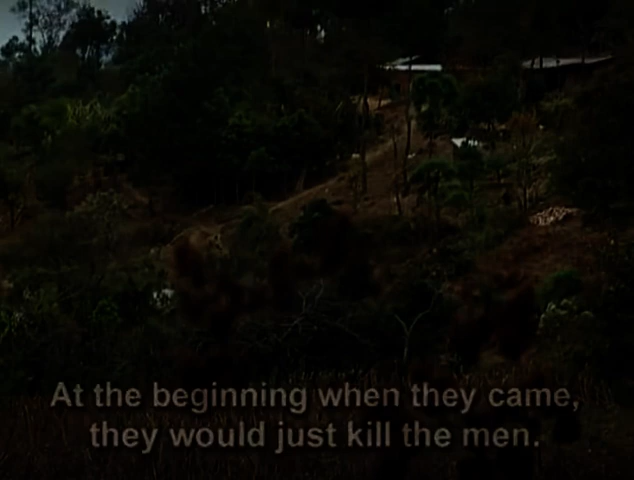 At the beginning when they came,
they would just kill the men.